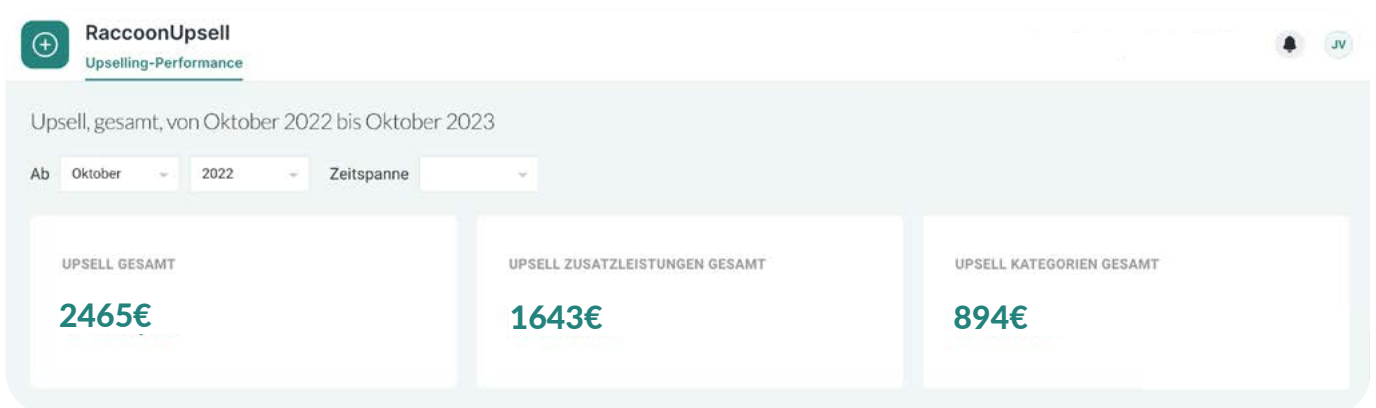 RaccoonUpsell
Upselling-Performance
JV
Upsell, gesamt, von Oktober 2022 bis Oktober 2023
Ab Oktober 2022 Zeitspanne
UPSELL GESAMT UPSELL ZUSATZLEISTUNGEN GESAMT UPSELL KATEGORIEN GESAMT
2465€ 1643€ 894€